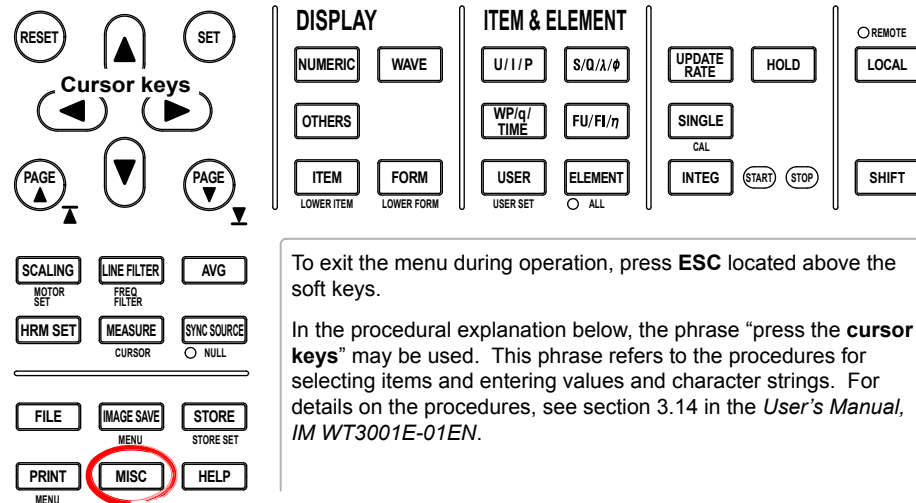 RESET
SET
Cursor keys
PAGE
PAGE
DISPLAY
NUMERIC WAVE
OTHERS
ITEM FORM
LOWER ITEM LOWER FORM
ITEM & ELEMENT
U / I / P S/Q/λ/ϕ
WP/q/
TIME
FU/FI/η
USER ELEMENT
USER SET ALL
UPDATE
RATE
HOLD
SINGLE
CAL
INTEG START STOP
REMOTE
LOCAL
SHIFT
SCALING LINE FILTER AVG
MOTOR
SET
FREQ
FILTER
HRM SET MEASURE SYNC SOURCE
CURSOR NULL
FILE IMAGE SAVE STORE
MENU STORE SET
PRINT MISC HELP
MENU
To exit the menu during operation, press ESC located above the
soft keys.
In the procedural explanation below, the phrase “press the cursor
keys” may be used. This phrase refers to the procedures for
selecting items and entering values and character strings. For
details on the procedures, see section 3.14 in the User’s Manual,
IM WT3001E-01EN.